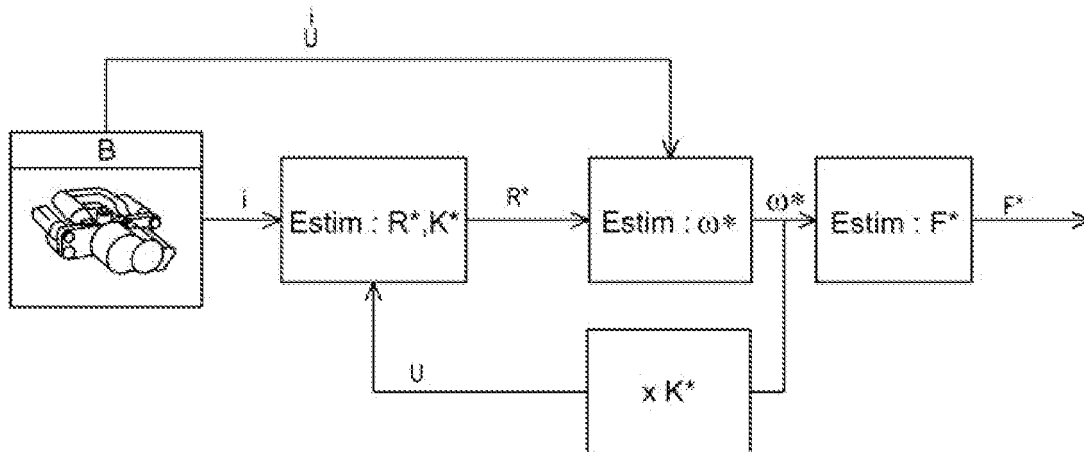 i
U
B
i
Estim : R*,K*
R*
Estim : ω*
ω*
Estim : F*
F*
U
x K*